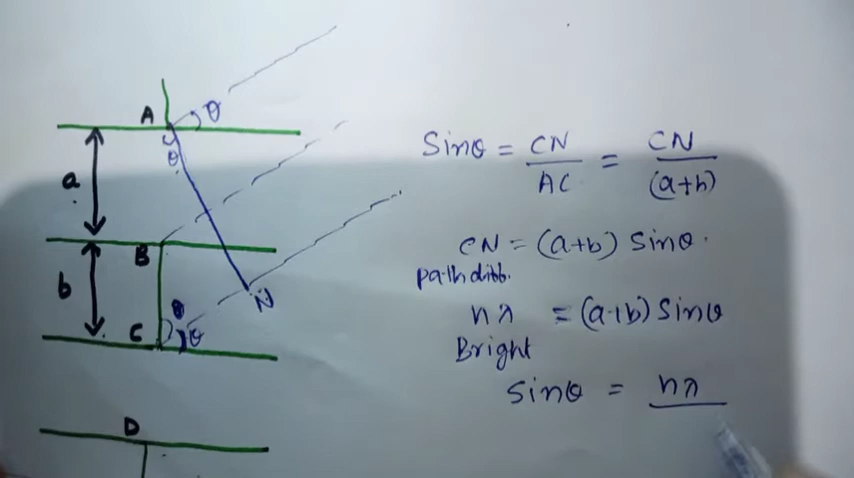 A θ
θ
a
B
b
θ
C θ
N
D
Sinθ = CN/AC = CN/(a+b)
CN = (a+b) Sinθ.
path diff.
nλ = (a+b) Sinθ
Bright
Sinθ = nλ